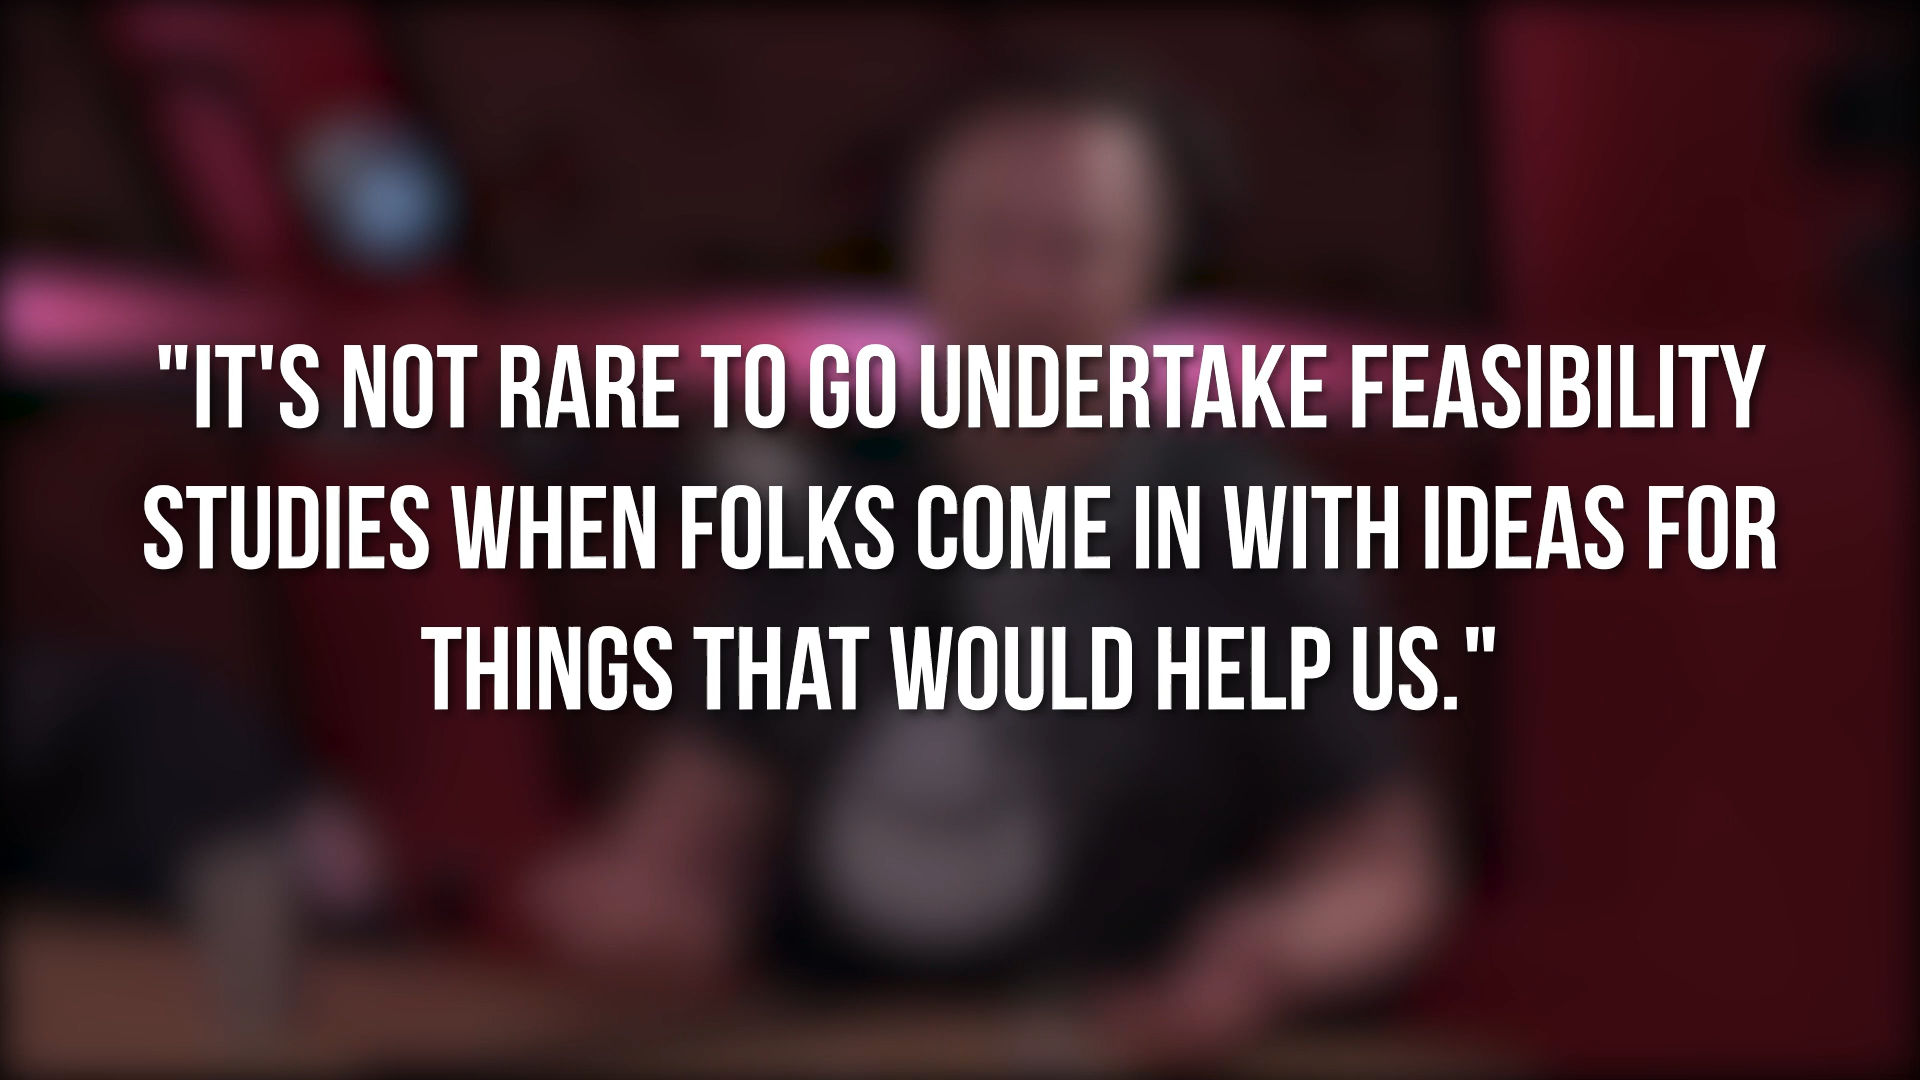 "IT'S NOT RARE TO GO UNDERTAKE FEASIBILITY
STUDIES WHEN FOLKS COME IN WITH IDEAS FOR
THINGS THAT WOULD HELP US."